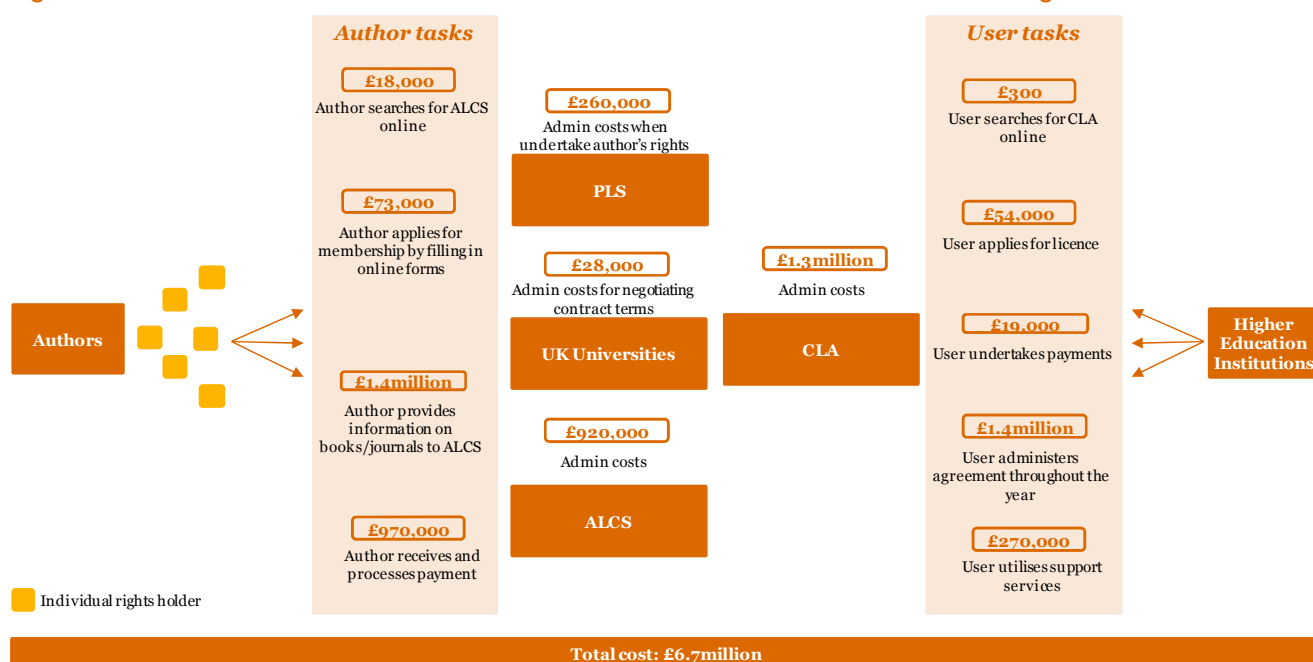 Author tasks
£18,000
Author searches for ALCS
online
£73,000
Author applies for
membership by filling in
online forms
£1.4million
Author provides
information on
books/journals to ALCS
£970,000
Author receives and
processes payment
Authors
Individual rights holder
£260,000
Admin costs when
undertake author's rights
PLS
£28,000
Admin costs for negotiating
contract terms
UK Universities
£920,000
Admin costs
ALCS
£1.3million
Admin costs
CLA
User tasks
£300
User searches for CLA
online
£54,000
User applies for licence
£19,000
User undertakes payments
£1.4million
User administers
agreement throughout the
year
£270,000
User utilises support
services
Higher
Education
Institutions
Total cost: £6.7million